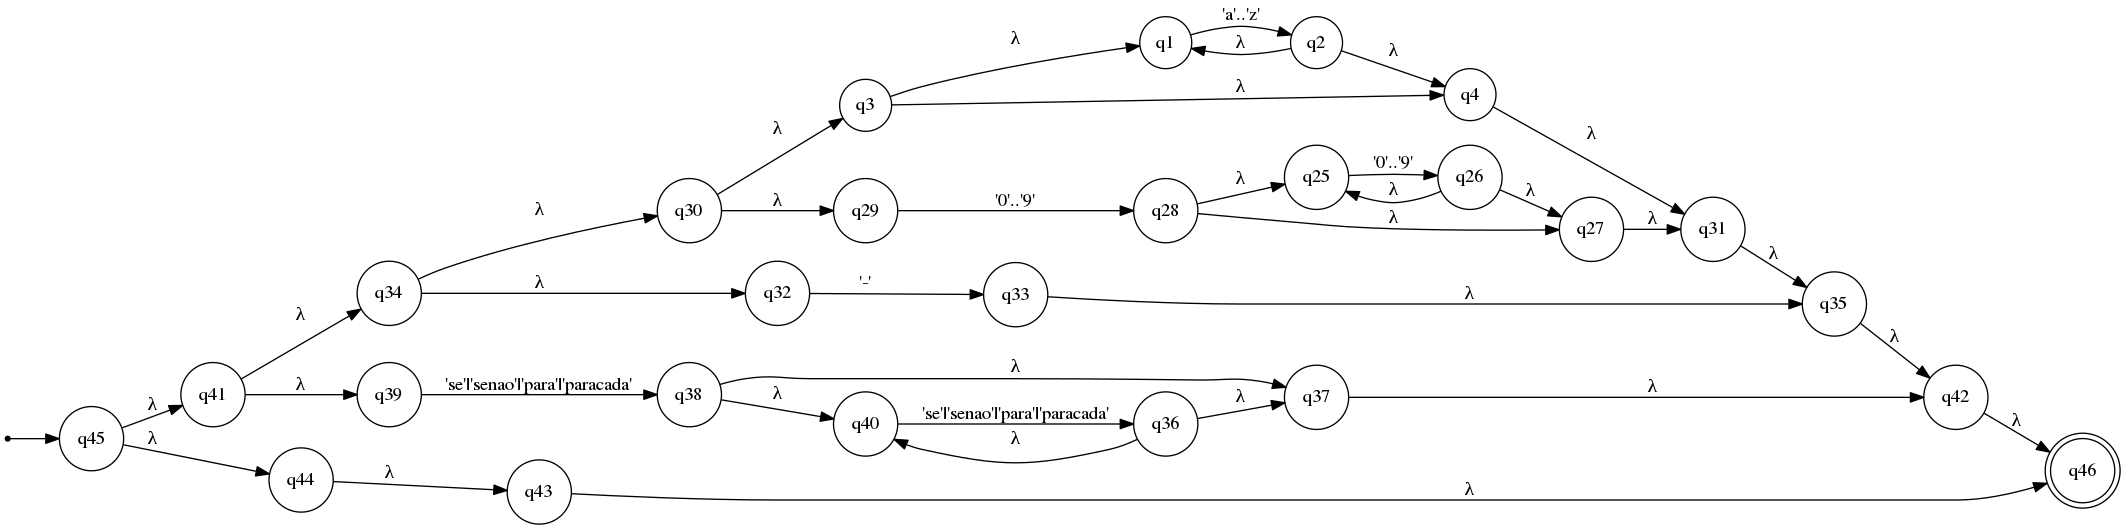 'a'..'z'
λ
q1
λ
q2
λ
λ
q3
q4
λ
λ
'0'..'9'
q25
q26
λ
λ
λ
λ
q30
λ
q29
'0'..'9'
q28
λ
q27
λ
q31
λ
λ
q34
λ
q32
'-'
q33
λ
q35
λ
λ
λ
q41
λ
q39
'se'l'senao'l'para'l'paracada'
q38
λ
λ
q37
λ
q42
λ
q40
'se'l'senao'l'para'l'paracada'
q36
λ
λ
q45
λ
q44
λ
q43
λ
q46
λ